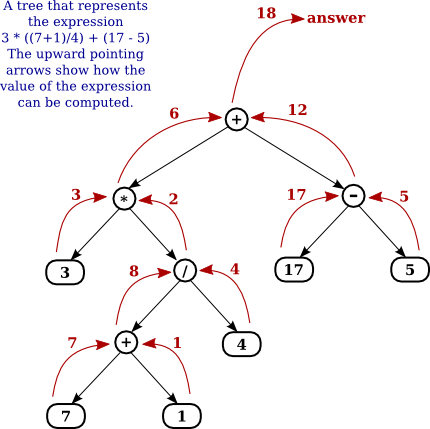 A tree that represents
the expression
3 * ((7+1)/4) + (17 - 5)
The upward pointing
arrows show how the
value of the expression
can be computed.
18 answer
+
6 12
* -
3 2 17 5
3 / 17 5
8 4
+ 4
7 1
7 1